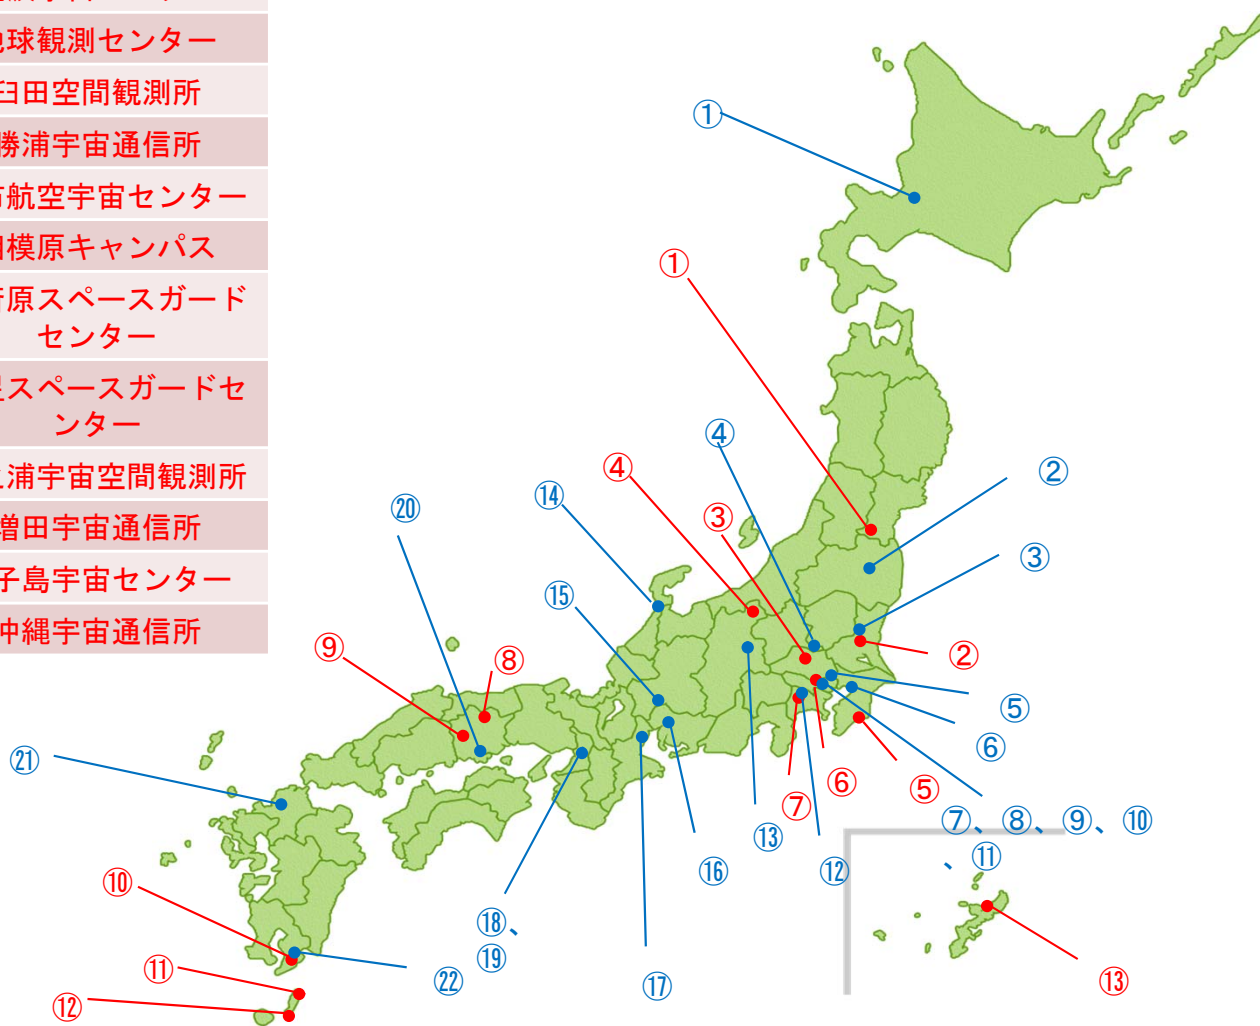 球観測センター
臼田空間観測所
勝浦宇宙通信所
航空宇宙センター
模原キャンパス
原スペースガード
センター
スペースガードセ
ンター
浦宇宙空間観測所
増田宇宙通信所
子島宇宙センター
沖縄宇宙通信所
①
①
④
②
④
⑭
③
⑳
③
⑮
⑨
⑧
②
⑤
⑥
㉑
⑥
⑤
⑦
⑦、⑧、⑨、⑩
⑬
、⑪
⑯
⑫
⑩
⑱、
⑲
⑪
㉒
⑰
⑬
⑫